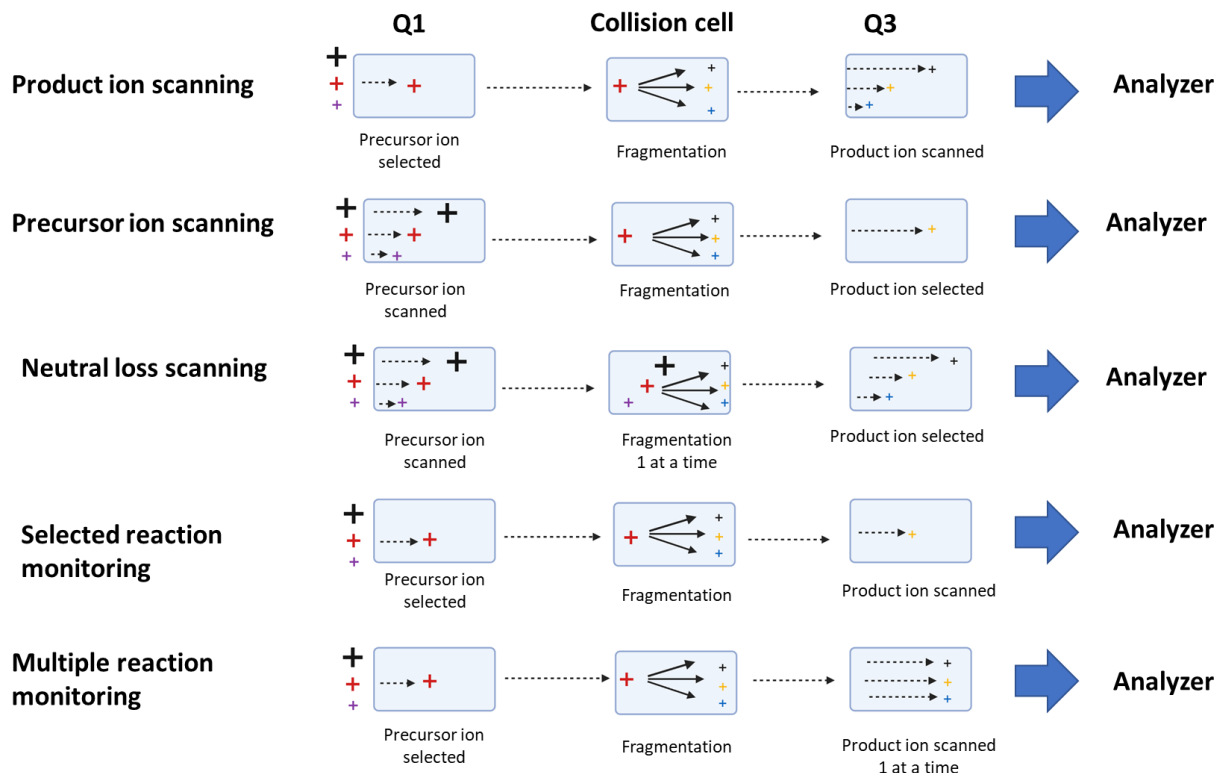 Q1
Collision cell
Q3
Product ion scanning
Precursor ion
selected
Fragmentation
Product ion scanned
Analyzer
Precursor ion scanning
Precursor ion
scanned
Fragmentation
Product ion selected
Analyzer
Neutral loss scanning
Precursor ion
scanned
Fragmentation
1 at a time
Product ion selected
Analyzer
Selected reaction
monitoring
Precursor ion
selected
Fragmentation
Product ion scanned
Analyzer
Multiple reaction
monitoring
Precursor ion
selected
Fragmentation
Product ion scanned
1 at a time
Analyzer